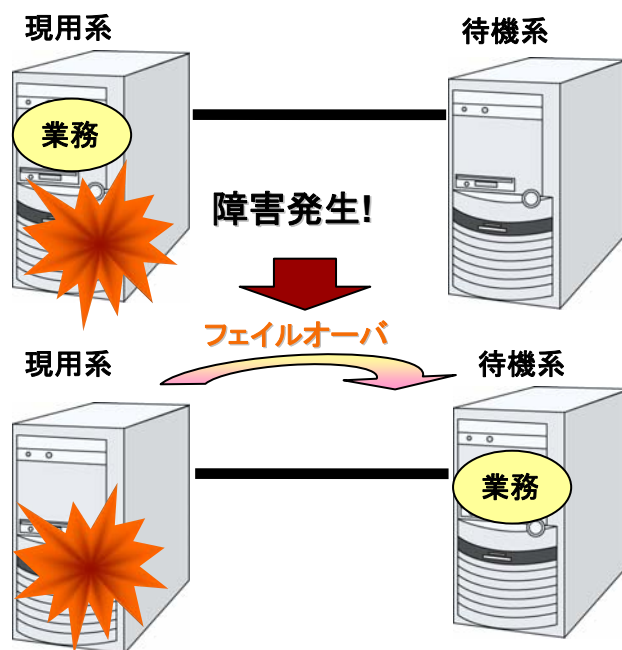 現用系
待機系
業務
障害発生!
フェイルオーバ
現用系
待機系
業務